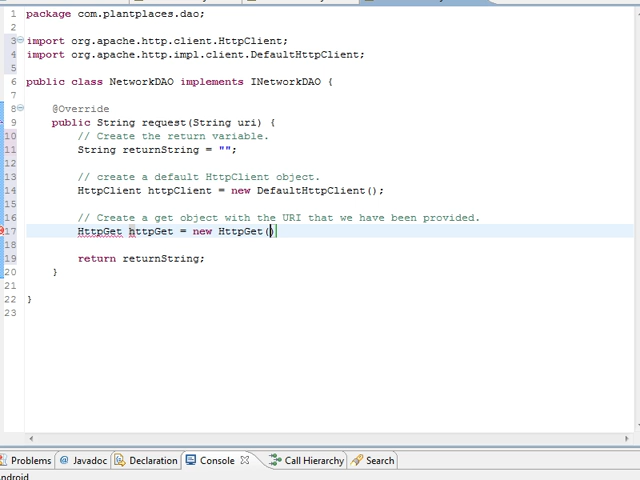 1 package com.plantplaces.dao;
2
3 import org.apache.http.client.HttpClient;
4 import org.apache.http.impl.client.DefaultHttpClient;
5
6 public class NetworkDAO implements INetworkDAO {
7
8 @Override
9 public String request(String uri) {
10 // Create the return variable.
11 String returnString = "";
12
13 // create a default HttpClient object.
14 HttpClient httpClient = new DefaultHttpClient();
15
16 // Create a get object with the URI that we have been provided.
17 HttpGet httpGet = new HttpGet()
18
19 return returnString;
20 }
21
22 }
23
Problems @ Javadoc Declaration Console Call Hierarchy Search
Android